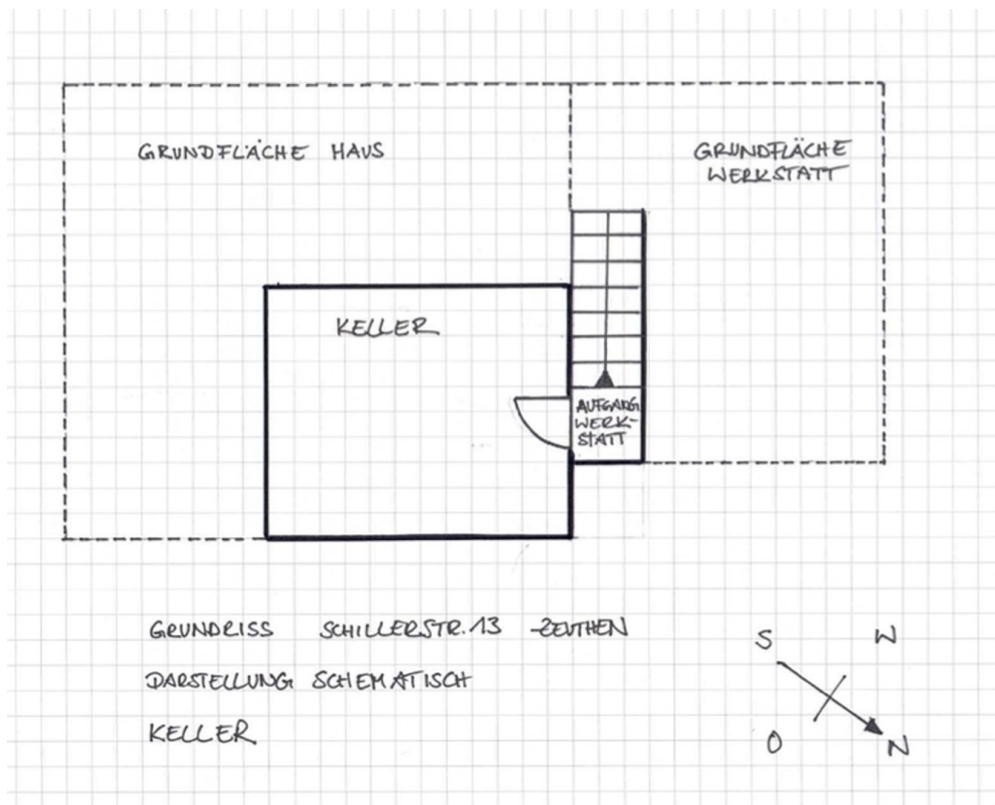 GRUNDFLÄCHE HAUS
GRUNDFLÄCHE
WERKSTATT
KELLER
AUFGANG
WERK-
STATT
GRUNDRISS SCHILLERSTR. 13 -ZEUTHEN
DARSTELLUNG SCHEMATISCH
KELLER
S W
O N